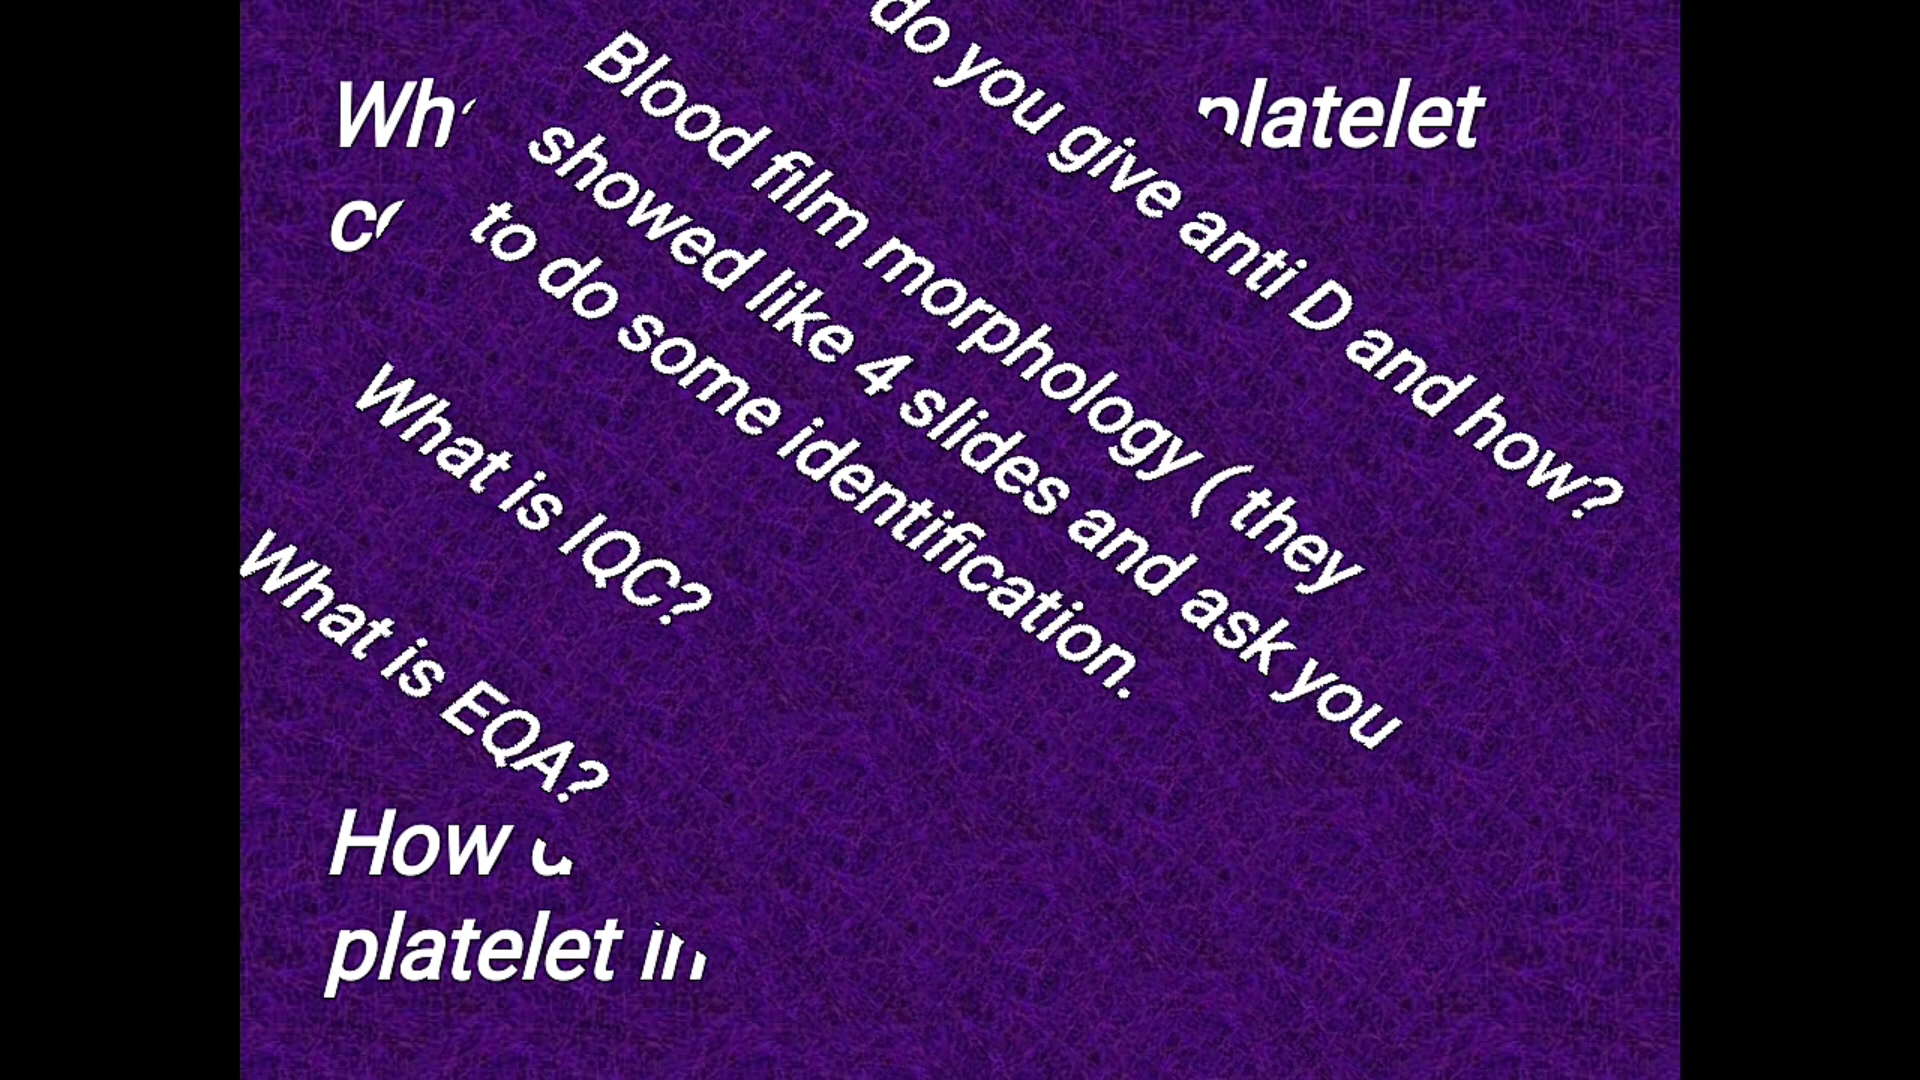 do you give anti D and how?
Blood film morphology ( they
showed like 4 slides and ask you
to do some identification.
What is IQC?
What is EQA?
platelet
How
platelet